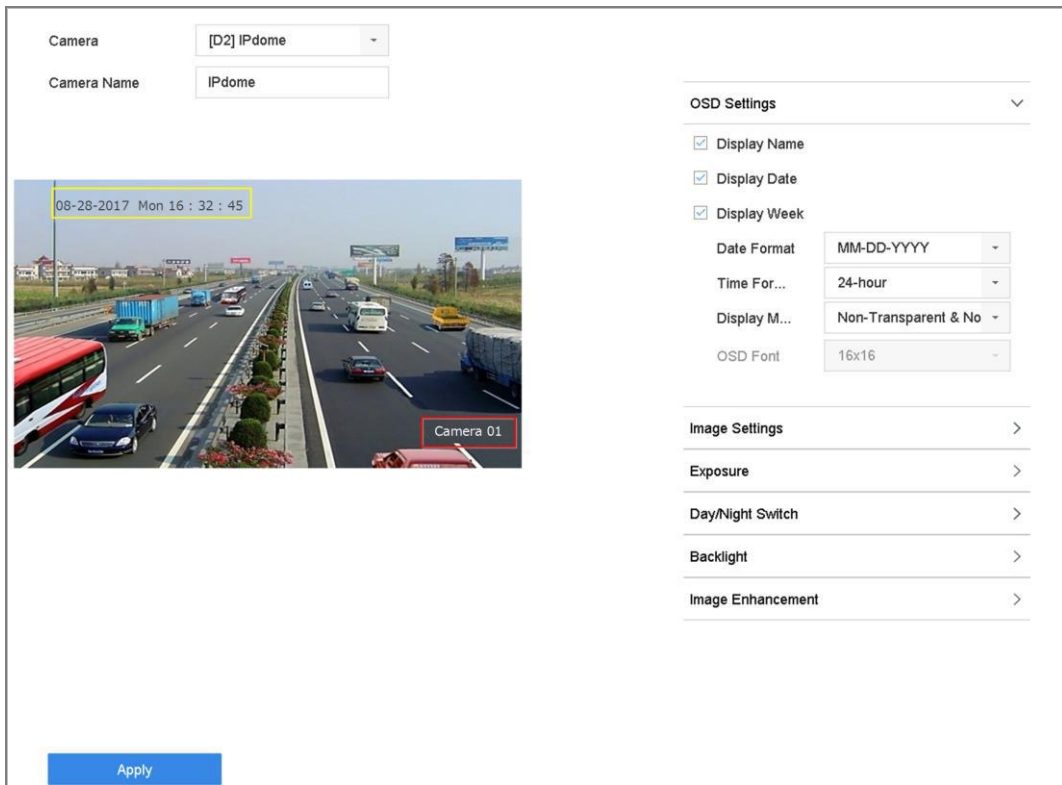 Camera
[D2] IPdome
Camera Name
IPdome
08-28-2017 Mon 16 : 32 : 45
Camera 01
OSD Settings
Display Name
Display Date
Display Week
Date Format
MM-DD-YYYY
Time For...
24-hour
Display M...
Non-Transparent & No
OSD Font
16x16
Image Settings
Exposure
Day/Night Switch
Backlight
Image Enhancement
Apply